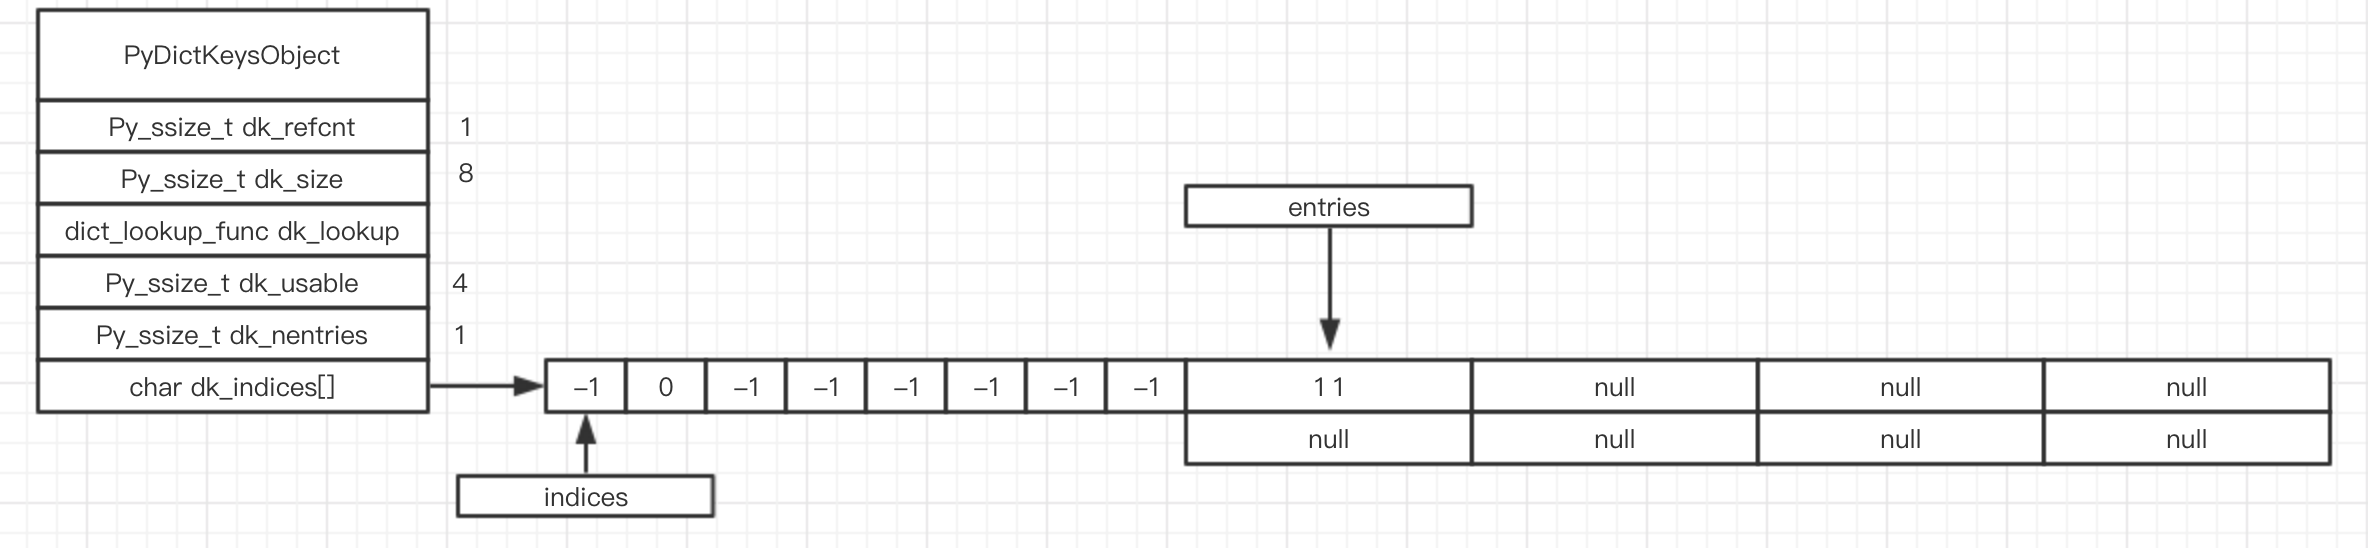 PyDictKeysObject
Py_ssize_t dk_refcnt 1
Py_ssize_t dk_size 8
entries
dict_lookup_func dk_lookup
Py_ssize_t dk_usable 4
Py_ssize_t dk_nentries 1
char dk_indices[] -1 0 -1 -1 -1 -1 -1 -1 1 1 null null null
null null null null
indices